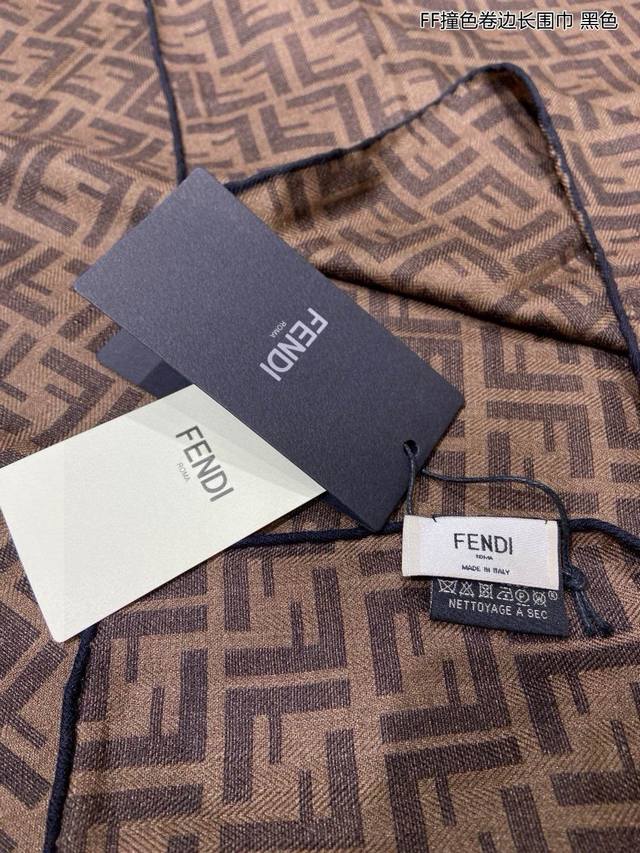 FF撞色卷边长围巾 黑色
FENDI
ROMA
FENDI
ROMA
FENDI
ROMA
MADE IN ITALY
NETTOYAGE A SEC